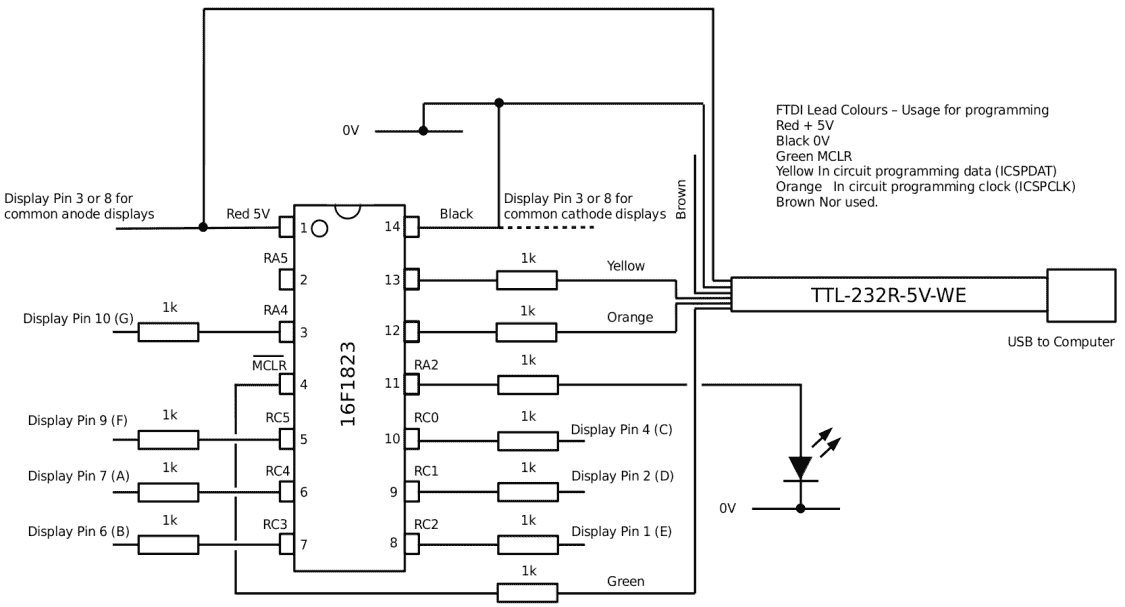 0V
FTDI Lead Colours – Usage for programming
Red + 5V
Black 0V
Green MCLR
Yellow In circuit programming data (ICSPDAT)
Orange In circuit programming clock (ICSPCLK)
Brown Nor used.
Display Pin 3 or 8 for
common anode displays
Red 5V
1
14
Black
Display Pin 3 or 8 for
common cathode displays
Brown
RA5
2
13
1k
Yellow
TTL-232R-5V-WE
USB to Computer
Display Pin 10 (G)
1k
RA4
3
12
1k
Orange
MCLR
4
16F1823
11
RA2
1k
Display Pin 9 (F)
1k
RC5
5
10
RC0
1k
Display Pin 4 (C)
Display Pin 7 (A)
1k
RC4
6
9
RC1
1k
Display Pin 2 (D)
0V
Display Pin 6 (B)
1k
RC3
7
8
RC2
1k
Display Pin 1 (E)
1k
Green